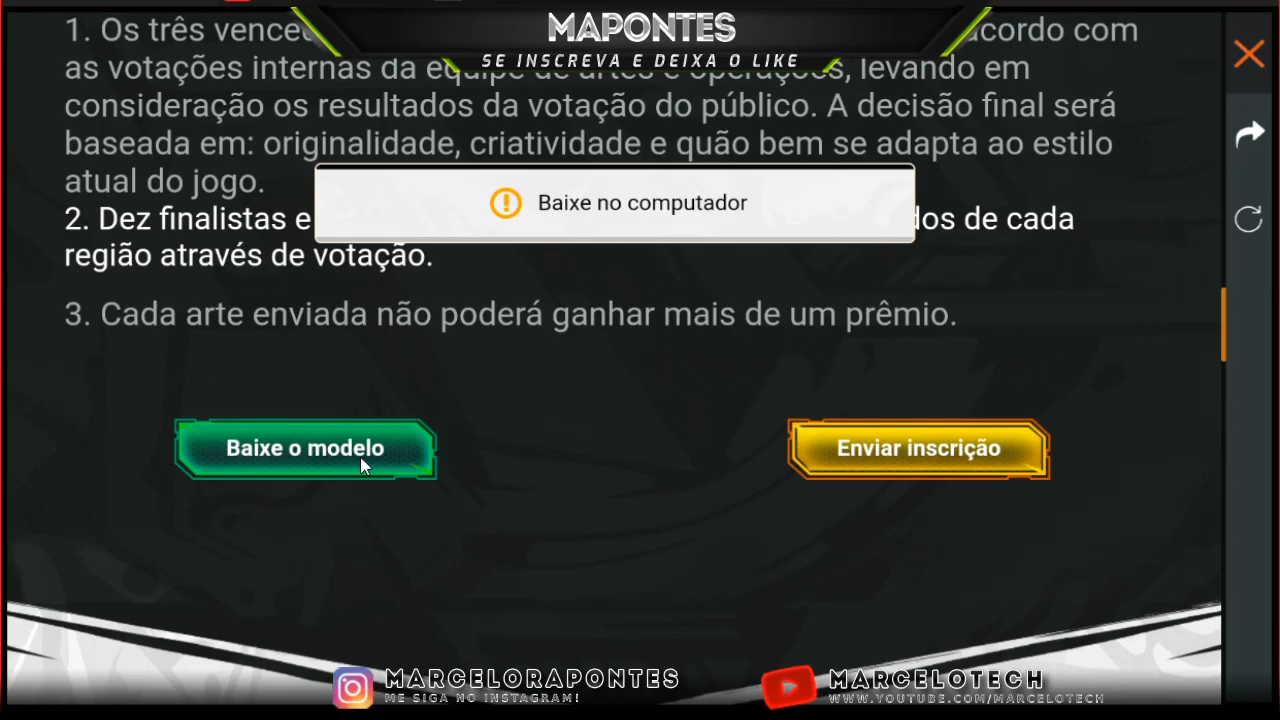 MAPONTES
SE INSCREVA E DEIXA O LIKE
1. Os três vence acordo com
as votações internas da equipe de artes e operações, levando em
consideração os resultados da votação do público. A decisão final será
baseada em: originalidade, criatividade e quão bem se adapta ao estilo
atual do jogo.
Baixe no computador
2. Dez finalistas e dos de cada
região através de votação.
3. Cada arte enviada não poderá ganhar mais de um prêmio.
Baixe o modelo
Enviar inscrição
MARCELORAPONTES
ME SIGA NO INSTAGRAM!
MARCELOTECH
WWW.YOUTUBE.COM/MARCELOTECH